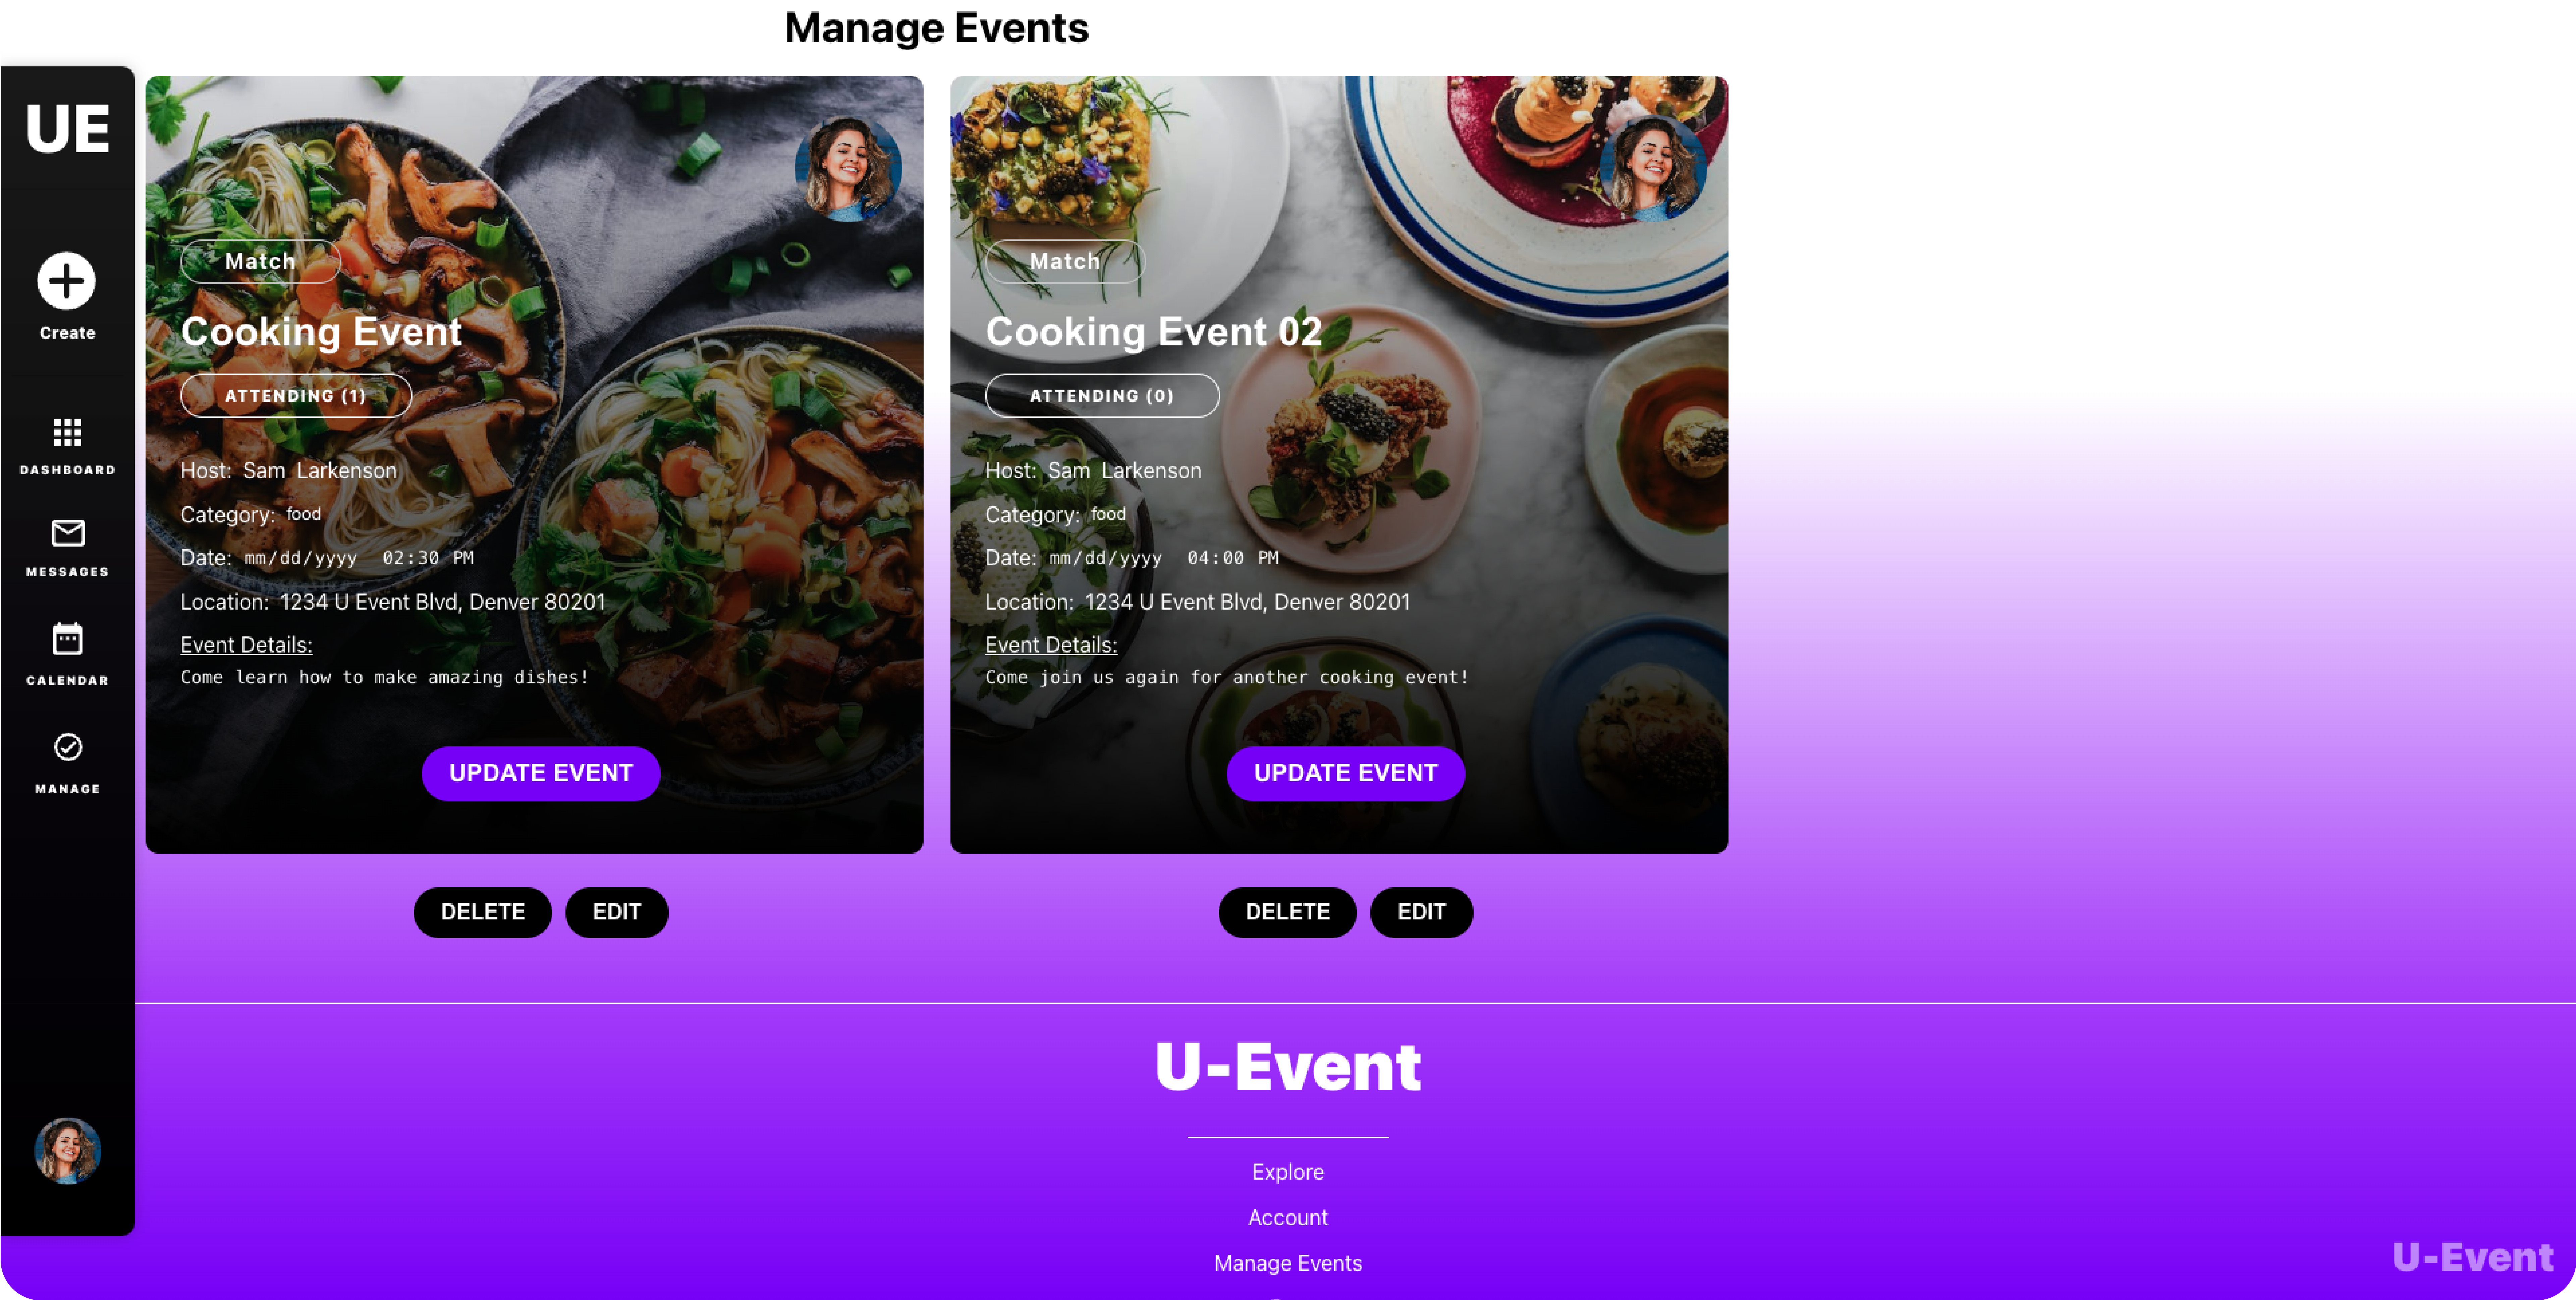 Manage Events
UE
Create
DASHBOARD
MESSAGES
CALENDAR
MANAGE
Match
Cooking Event
ATTENDING (1)
Host: Sam Larkenson
Category: food
Date: mm/dd/yyyy 02:30 PM
Location: 1234 U Event Blvd, Denver 80201
Event Details:
Come learn how to make amazing dishes!
UPDATE EVENT
DELETE EDIT
Match
Cooking Event 02
ATTENDING (0)
Host: Sam Larkenson
Category: food
Date: mm/dd/yyyy 04:00 PM
Location: 1234 U Event Blvd, Denver 80201
Event Details:
Come join us again for another cooking event!
UPDATE EVENT
DELETE EDIT
U-Event
Explore
Account
Manage Events
U-Event